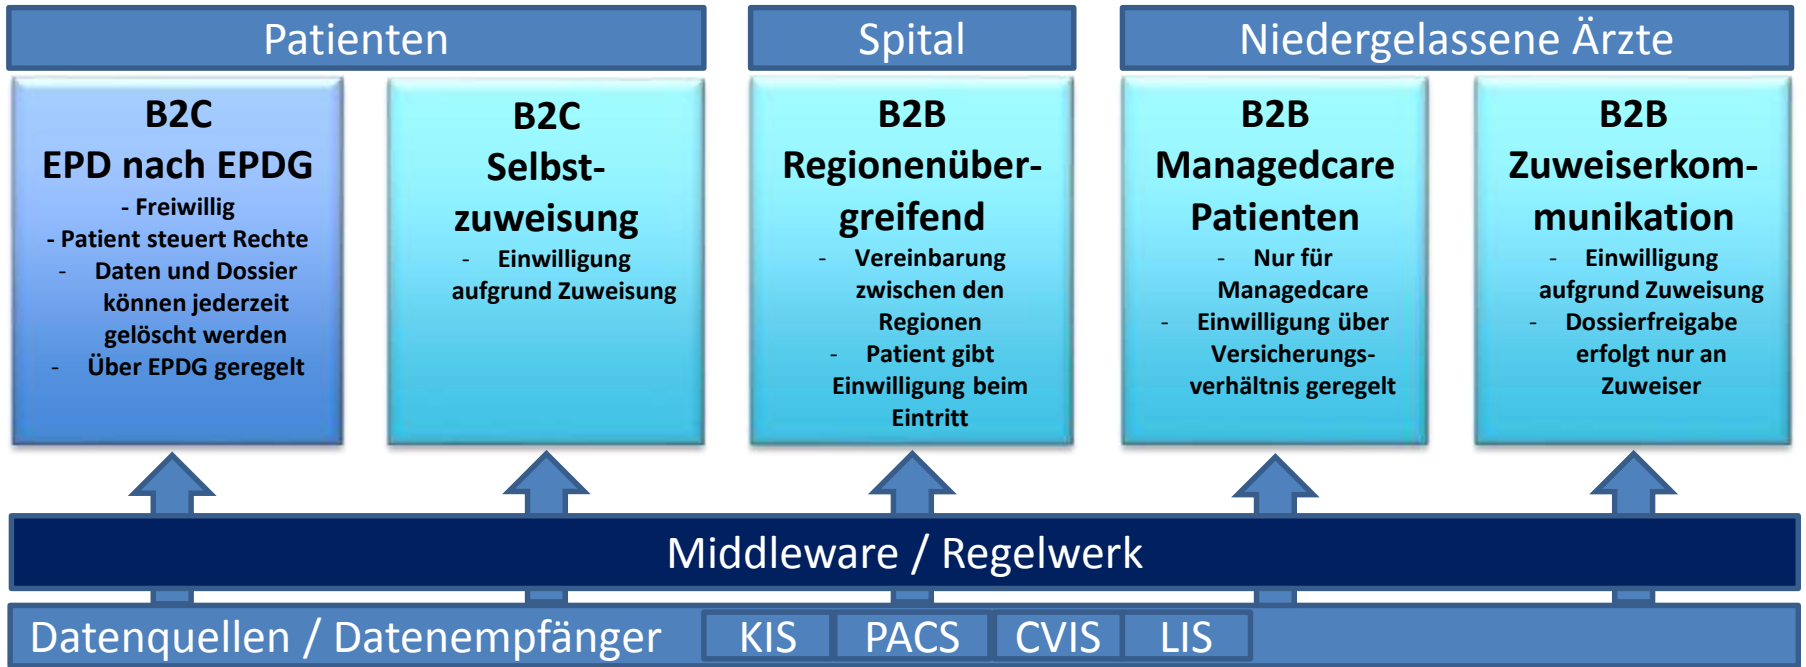 Patienten
Spital
Niedergelassene Ärzte
B2C
EPD nach EPDG
- Freiwillig
- Patient steuert Rechte
- Daten und Dossier
können jederzeit
gelöscht werden
- Über EPDG geregelt
B2C
Selbst-
zuweisung
- Einwilligung
aufgrund Zuweisung
B2B
Regionenüber-
greifend
- Vereinbarung
zwischen den
Regionen
- Patient gibt
Einwilligung beim
Eintritt
B2B
Managedcare
Patienten
- Nur für
Managedcare
- Einwilligung über
Versicherungs-
verhältnis geregelt
B2B
Zuweiserkom-
munikation
- Einwilligung
aufgrund Zuweisung
- Dossierfreigabe
erfolgt nur an
Zuweiser
Middleware / Regelwerk
Datenquellen / Datenempfänger
KIS
PACS
CVIS
LIS